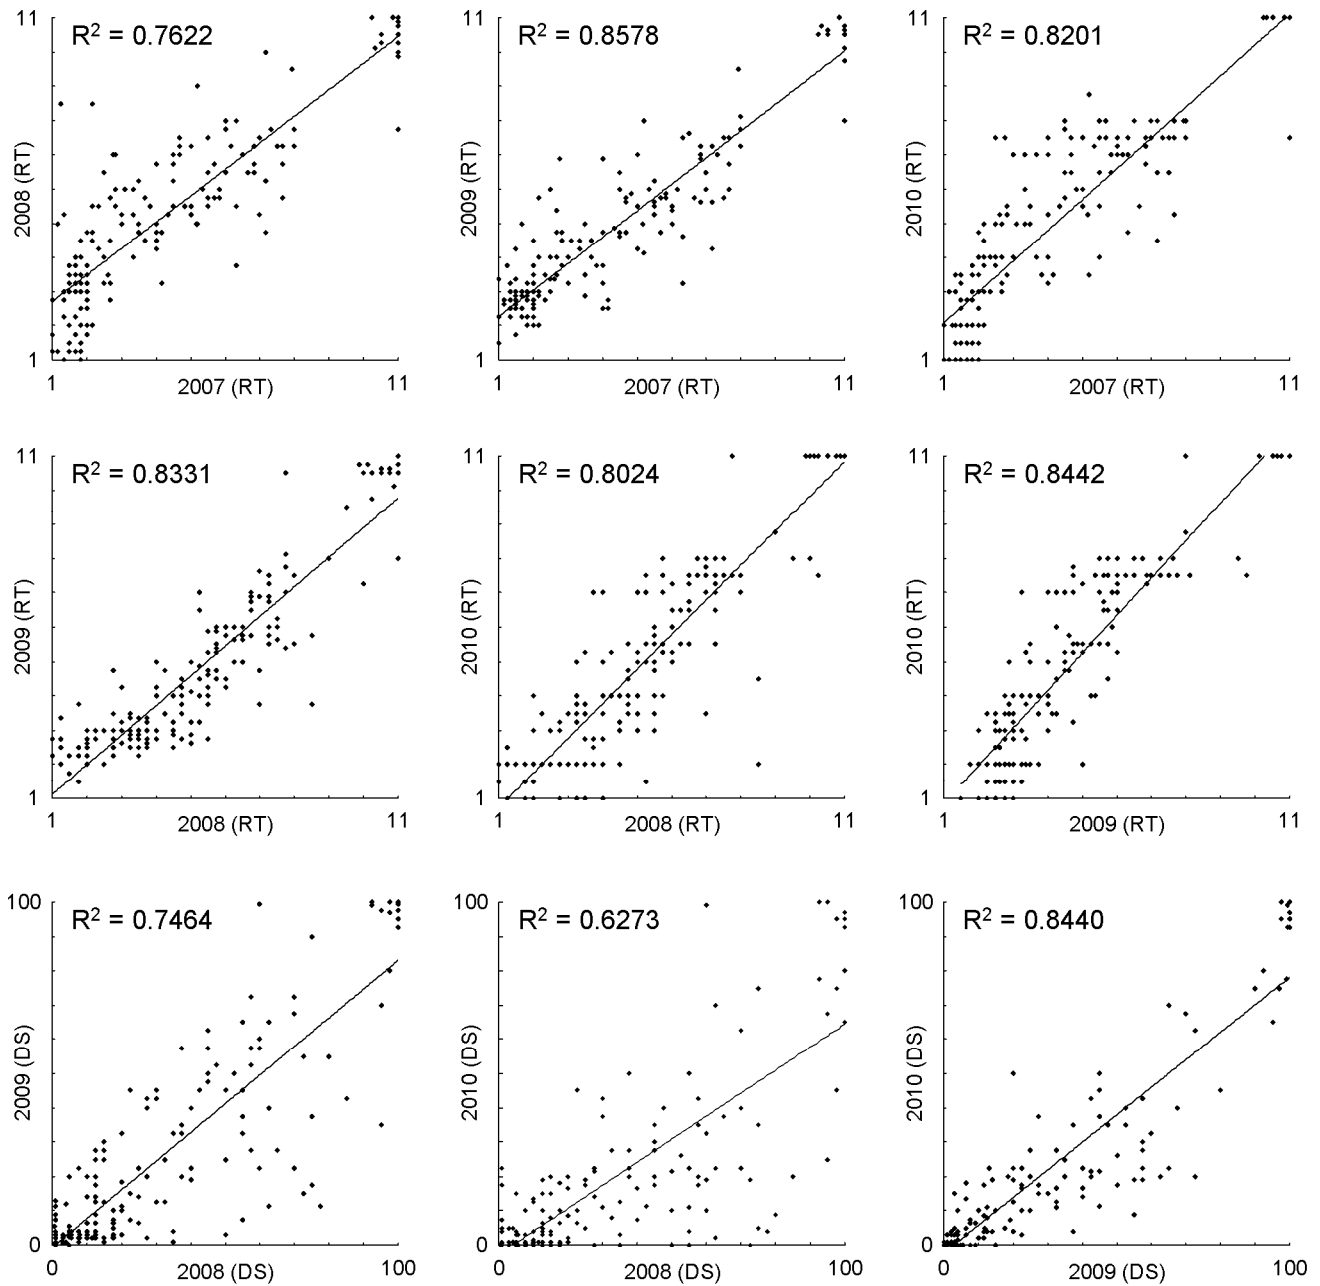 11 R² = 0.7622
2008 (RT)
1
1 2007 (RT) 11
11 R² = 0.8578
2009 (RT)
1
1 2007 (RT) 11
11 R² = 0.8201
2010 (RT)
1
1 2007 (RT) 11
11 R² = 0.8331
2009 (RT)
1
1 2008 (RT) 11
11 R² = 0.8024
2010 (RT)
1
1 2008 (RT) 11
11 R² = 0.8442
2010 (RT)
1
1 2009 (RT) 11
100 R² = 0.7464
2009 (DS)
0
0 2008 (DS) 100
100 R² = 0.6273
2010 (DS)
0
0 2008 (DS) 100
100 R² = 0.8440
2010 (DS)
0
0 2009 (DS) 100